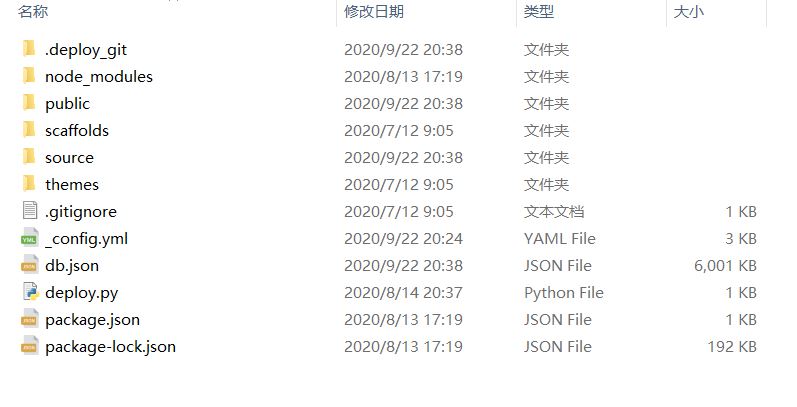 名称 修改日期 类型 大小
.deploy_git 2020/9/22 20:38 文件夹
node_modules 2020/8/13 17:19 文件夹
public 2020/9/22 20:38 文件夹
scaffolds 2020/7/12 9:05 文件夹
source 2020/9/22 20:38 文件夹
themes 2020/7/12 9:05 文件夹
.gitignore 2020/7/12 9:05 文本文档 1 KB
YML _config.yml 2020/9/22 20:24 YAML File 3 KB
JSON db.json 2020/9/22 20:38 JSON File 6,001 KB
deploy.py 2020/8/14 20:37 Python File 1 KB
JSON package.json 2020/8/13 17:19 JSON File 1 KB
JSON package-lock.json 2020/8/13 17:19 JSON File 192 KB